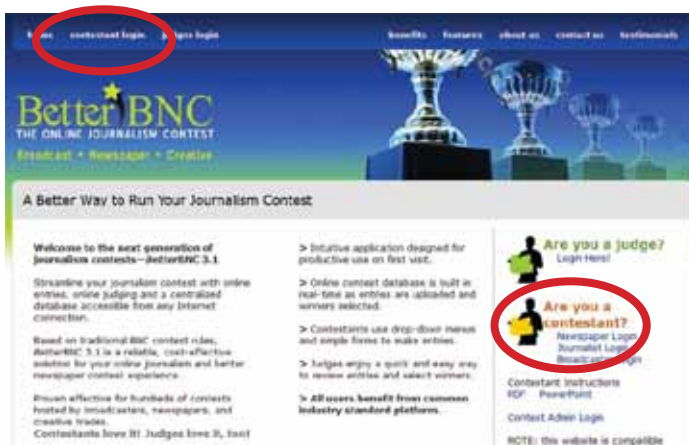 home contestant login judges login
benefits features about us contact us testimonials
Better BNC
THE ONLINE JOURNALISM CONTEST
Broadcast • Newspaper • Creative
A Better Way to Run Your Journalism Contest
Welcome to the next generation of
journalism contests—BetterBNC 3.1
Streamline your journalism contest with online
entries, online judging and a centralized
database accessible from any Internet
connection.
Based on traditional BNC contest rules,
BetterBNC 3.1 is a reliable, cost-effective
solution for your online journalism and better
newspaper contest experience.
Proven effective for hundreds of contests
hosted by broadcasters, newspapers, and
creative trades.
Contestants love it! Judges love it, too!
> Intuitive application designed for
productive use on first visit.
> Online contest database is built in
real-time as entries are uploaded and
winners selected.
> Contestants use drop-down menus
and simple forms to make entries.
> Judges enjoy a quick and easy way
to review entries and select winners.
> All users benefit from common
industry standard platform.
Are you a judge?
Login Here!
Are you a
contestant?
Newspaper Login
Journalist Login
Broadcaster Login
Contestant Instructions
PDF PowerPoint
Contest Admin Login
NOTE: this website is compatible